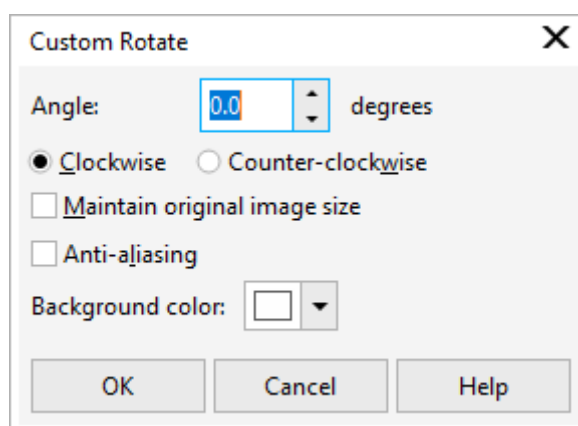 Custom Rotate
Angle: 0.0 degrees
Clockwise Counter-clockwise
Maintain original image size
Anti-aliasing
Background color:
OK Cancel Help